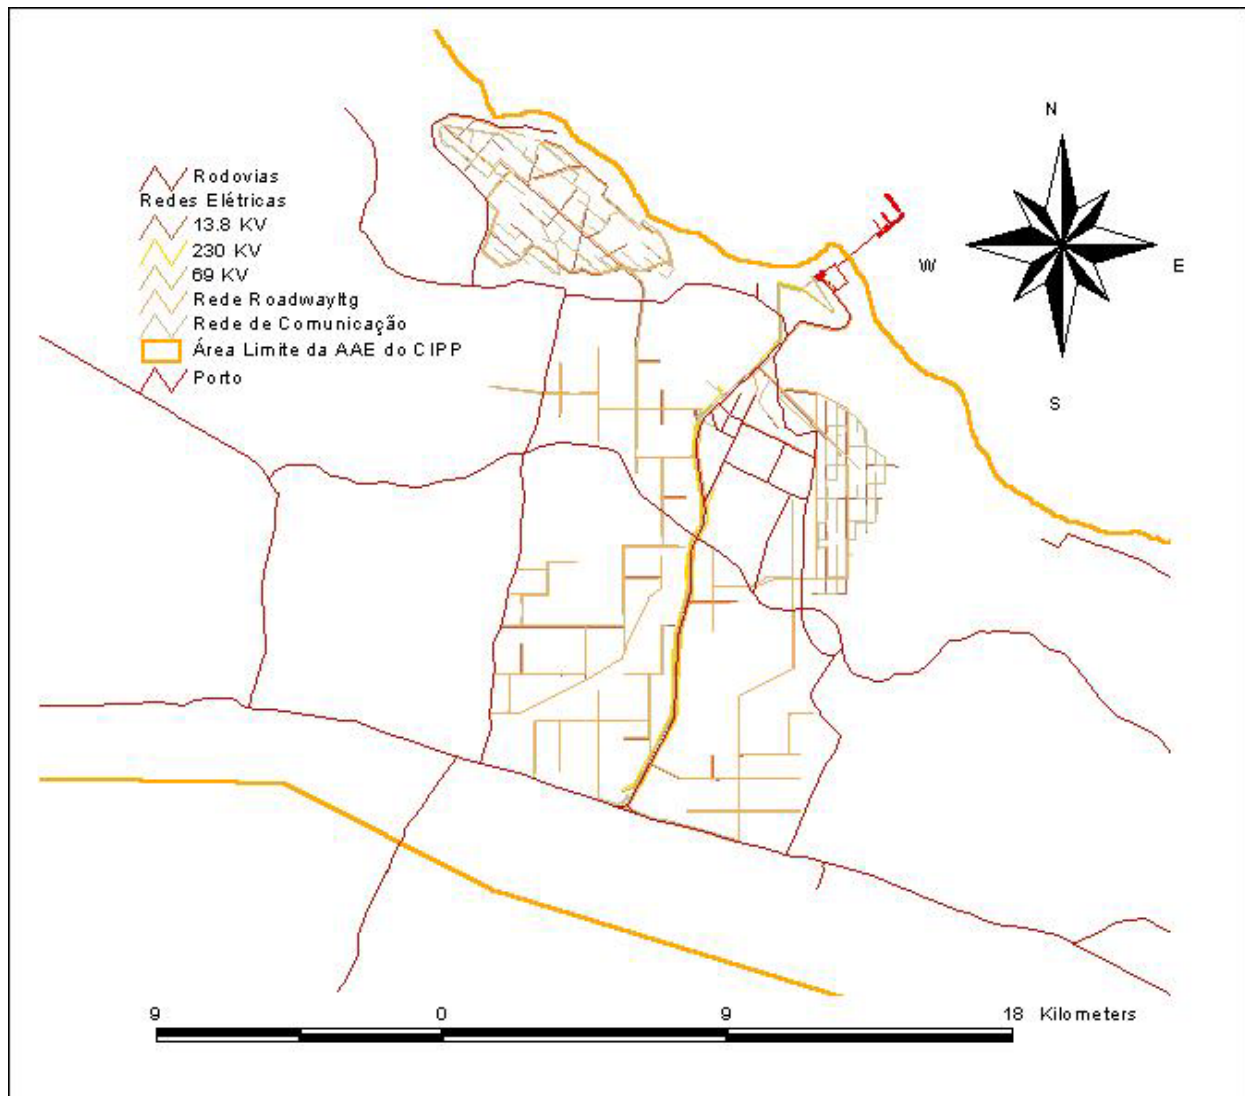 N
Rodovias
Redes Elétricas
13.8 KV
230 KV
69 KV
Rede Roadwayltg
Rede de Comunicação
Área Limite da AAE do CIPP
Porto
W
E
S
9 0 9 18 Kilometers